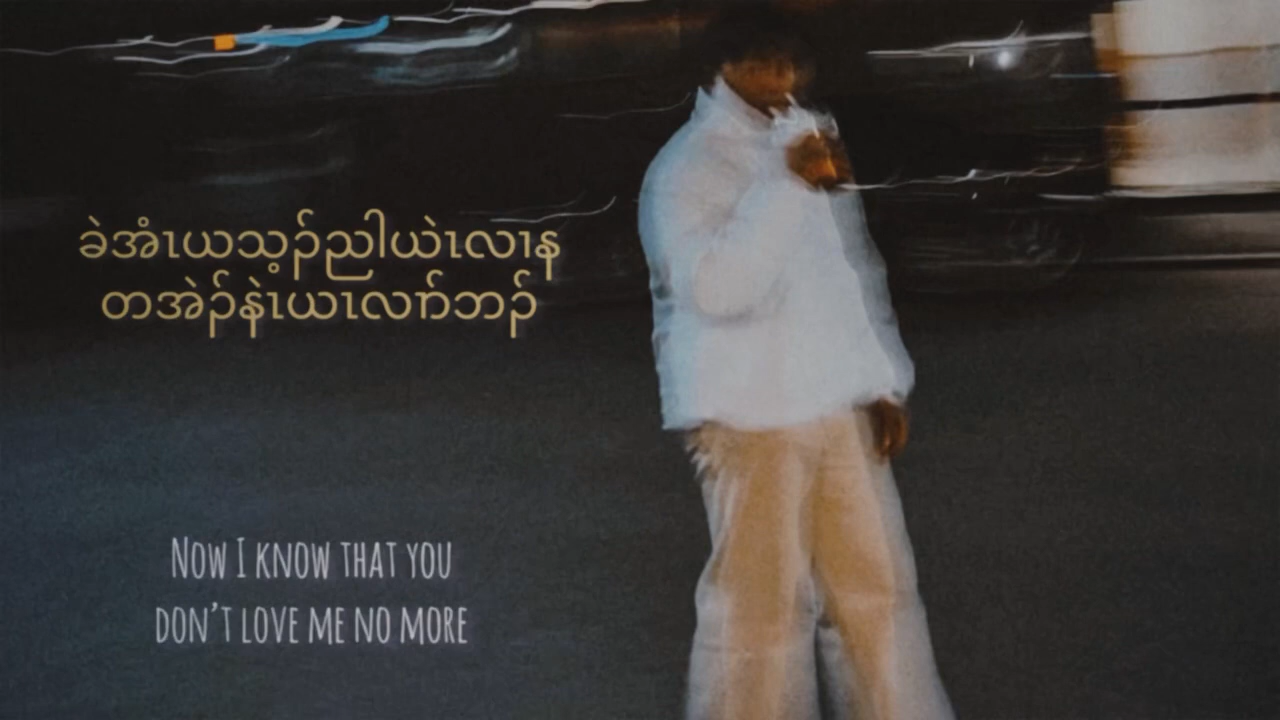 ခဲအံၤယသ့ၣ်ညါယဲၤလၢန
တအဲၣ်နဲၤယၤလၢာ်ဘၣ်
Now I know that you
don't love me no more